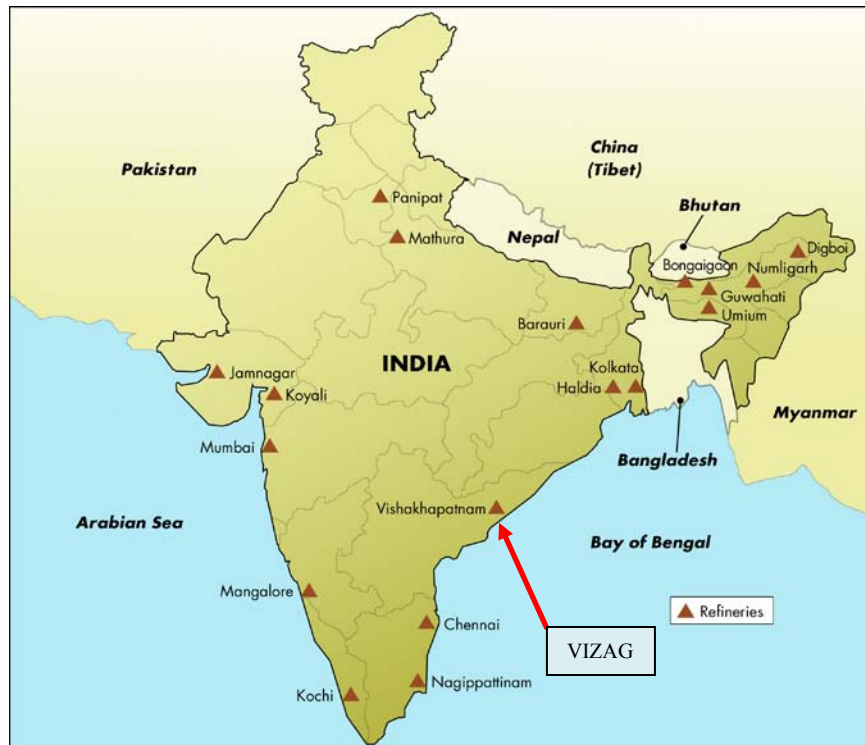 China
(Tibet)
Pakistan
Panipat
Bhutan
Nepal
Mathura
Digboi
Bongaigaon
Numligarh
Guwahati
Umium
Barauri
INDIA
Jamnagar
Kolkata
Koyali
Haldia
Myanmar
Mumbai
Bangladesh
Vishakhapatnam
Arabian Sea
Bay of Bengal
Mangalore
Refineries
Chennai
VIZAG
Nagippattinam
Kochi